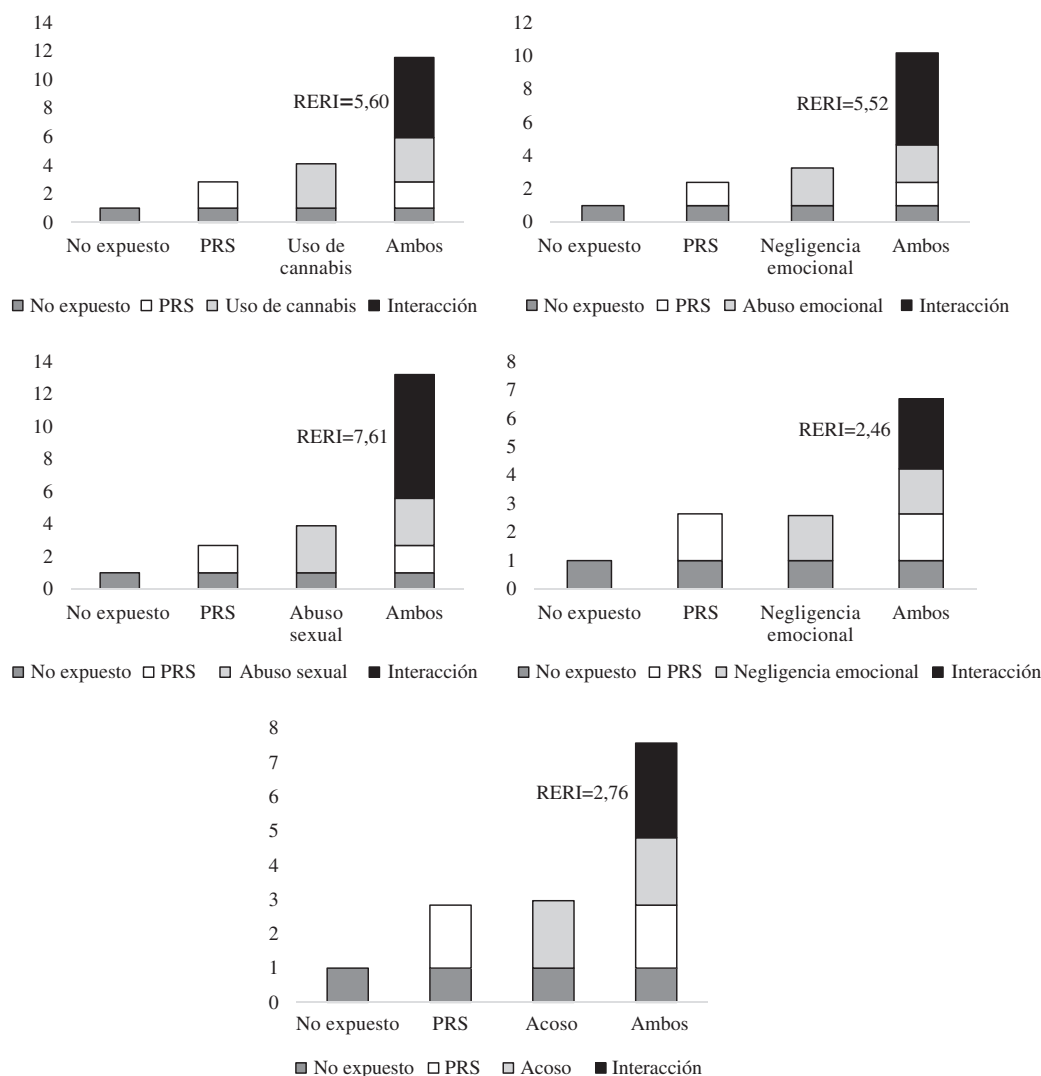 14
12
10
8
6
4
2
0
RERI=5,60
No expuesto PRS Uso de cannabis Ambos
■ No expuesto □ PRS ■ Uso de cannabis ■ Interacción
12
10
8
6
4
2
0
RERI=5,52
No expuesto PRS Negligencia emocional Ambos
■ No expuesto □ PRS ■ Abuso emocional ■ Interacción
14
12
10
8
6
4
2
0
RERI=7,61
No expuesto PRS Abuso sexual Ambos
■ No expuesto □ PRS ■ Abuso sexual ■ Interacción
8
7
6
5
4
3
2
1
0
RERI=2,46
No expuesto PRS Negligencia emocional Ambos
■ No expuesto □ PRS ■ Negligencia emocional ■ Interacción
8
7
6
5
4
3
2
1
0
RERI=2,76
No expuesto PRS Acoso Ambos
■ No expuesto □ PRS ■ Acoso ■ Interacción